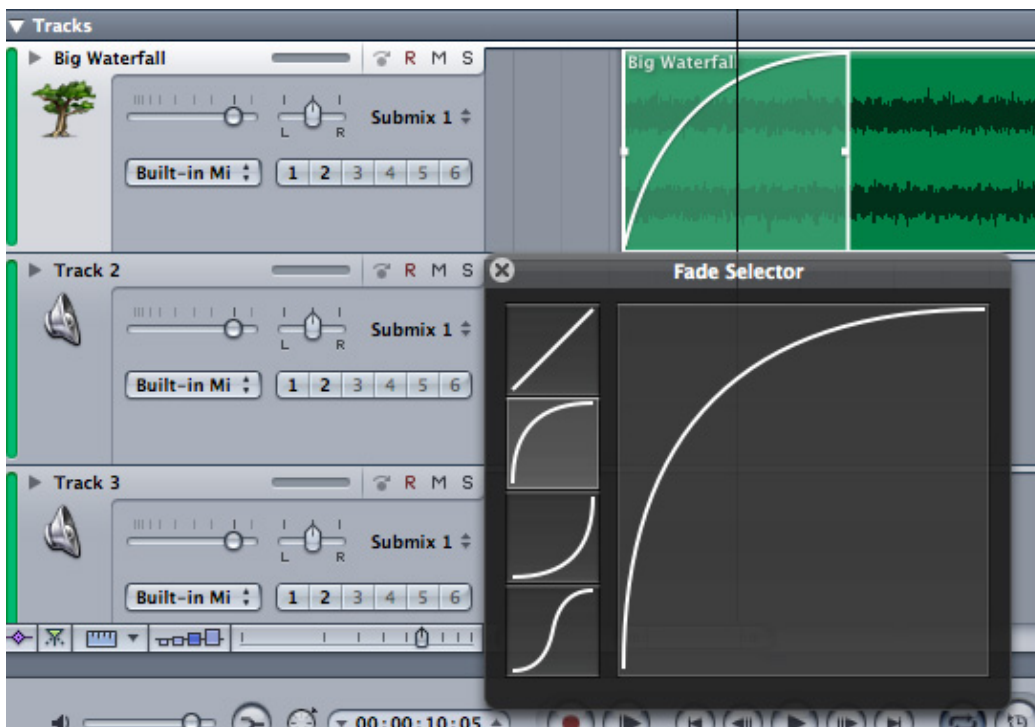 Tracks
Big Waterfall R M S
L R Submix 1
Built-in Mi 1 2 3 4 5 6
Big Waterfall
Track 2 R M S
L R Submix 1
Built-in Mi 1 2 3 4 5 6
Fade Selector
Track 3 R M S
L R Submix 1
Built-in Mi 1 2 3 4 5 6
00:00:10:05